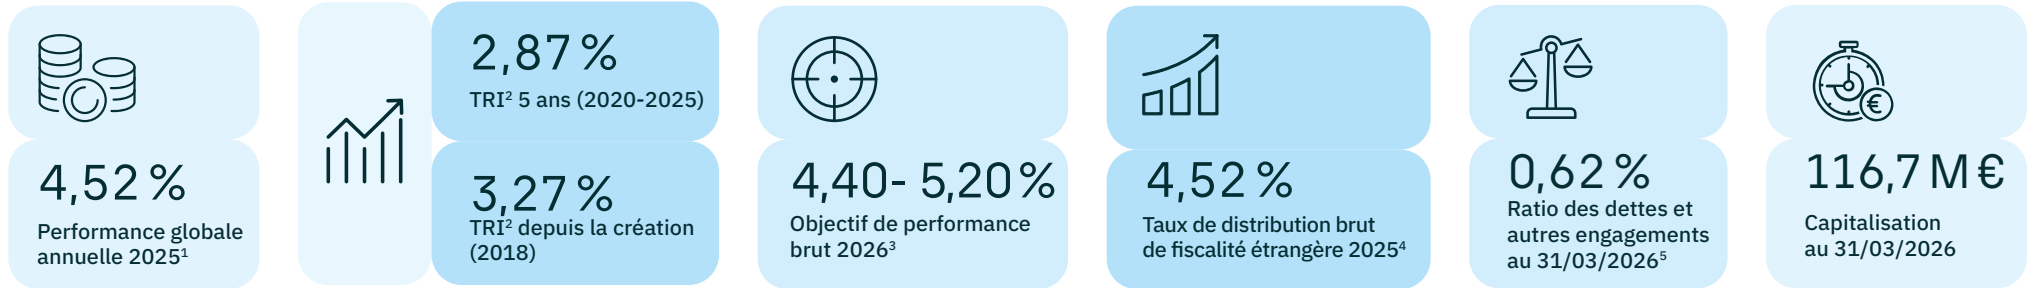 4,52 %
Performance globale
annuelle 2025¹
2,87 %
TRI² 5 ans (2020-2025)
3,27 %
TRI² depuis la création
(2018)
4,40- 5,20 %
Objectif de performance
brut 2026³
4,52 %
Taux de distribution brut
de fiscalité étrangère 2025⁴
0,62 %
Ratio des dettes et
autres engagements
au 31/03/2026⁵
€
116,7 M €
Capitalisation
au 31/03/2026